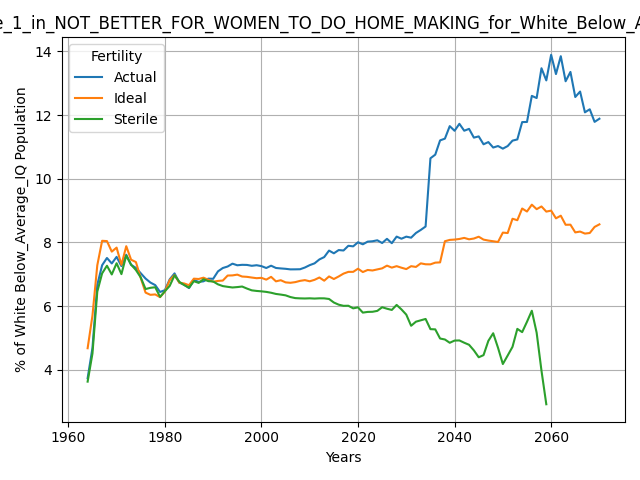 e_1_in_NOT_BETTER_FOR_WOMEN_TO_DO_HOME_MAKING_for_White_Below_A
Fertility
Actual
Ideal
Sterile
% of White Below_Average_IQ Population
14
12
10
8
6
4
1960 1980 2000 2020 2040 2060
Years